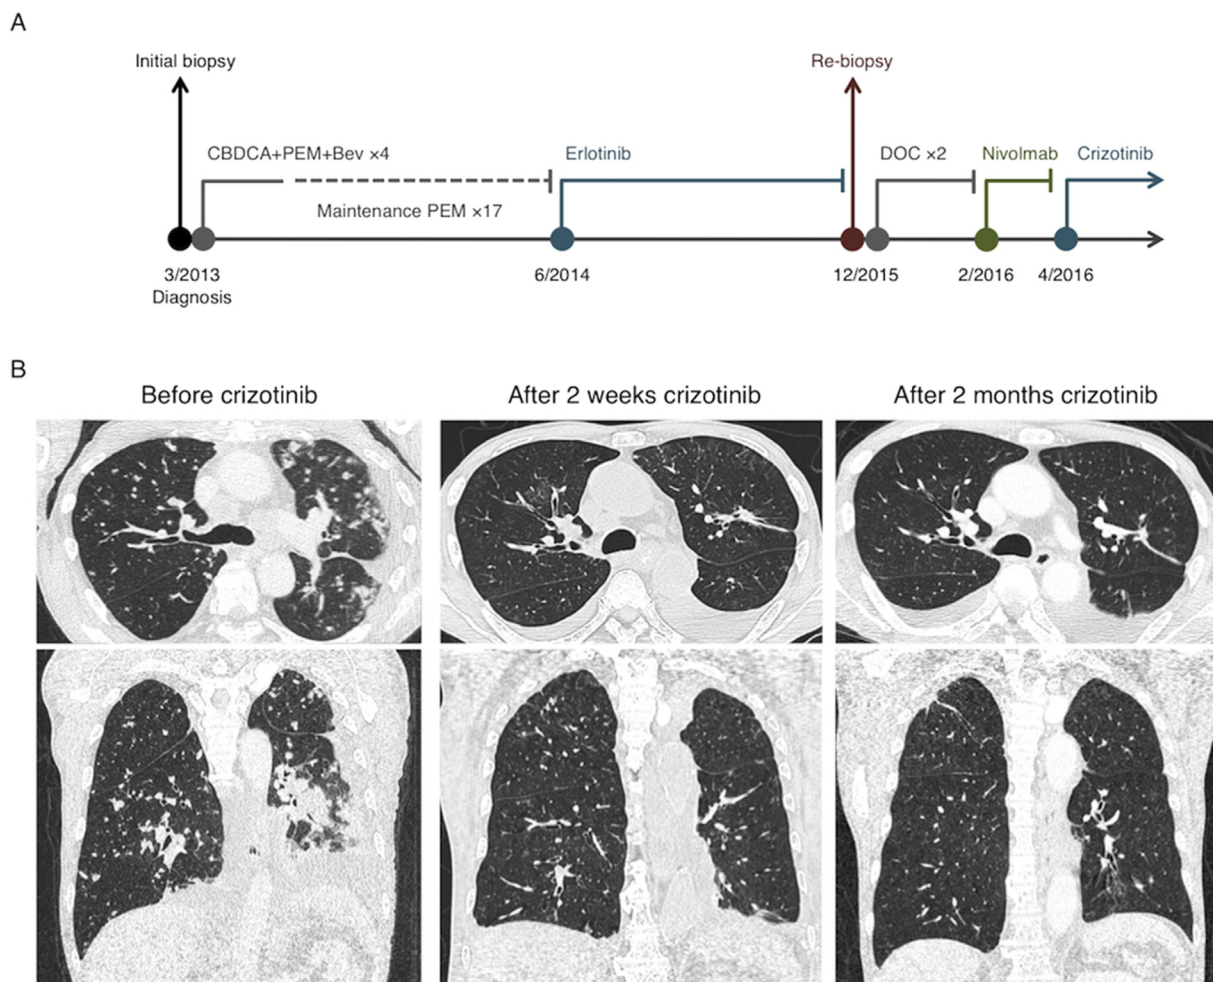 A
Initial biopsy
Re-biopsy
CBDCA+PEM+Bev ×4
Erlotinib
DOC ×2
Nivolmab
Crizotinib
Maintenance PEM ×17
3/2013
Diagnosis
6/2014
12/2015
2/2016
4/2016
B
Before crizotinib
After 2 weeks crizotinib
After 2 months crizotinib